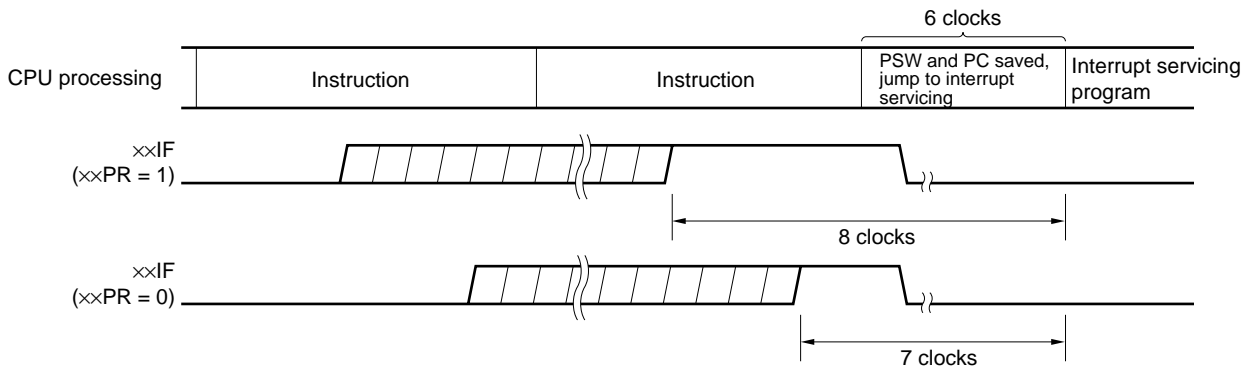 6 clocks
CPU processing
Instruction
Instruction
PSW and PC saved,
jump to interrupt
servicing
Interrupt servicing
program
××IF
(××PR = 1)
8 clocks
××IF
(××PR = 0)
7 clocks